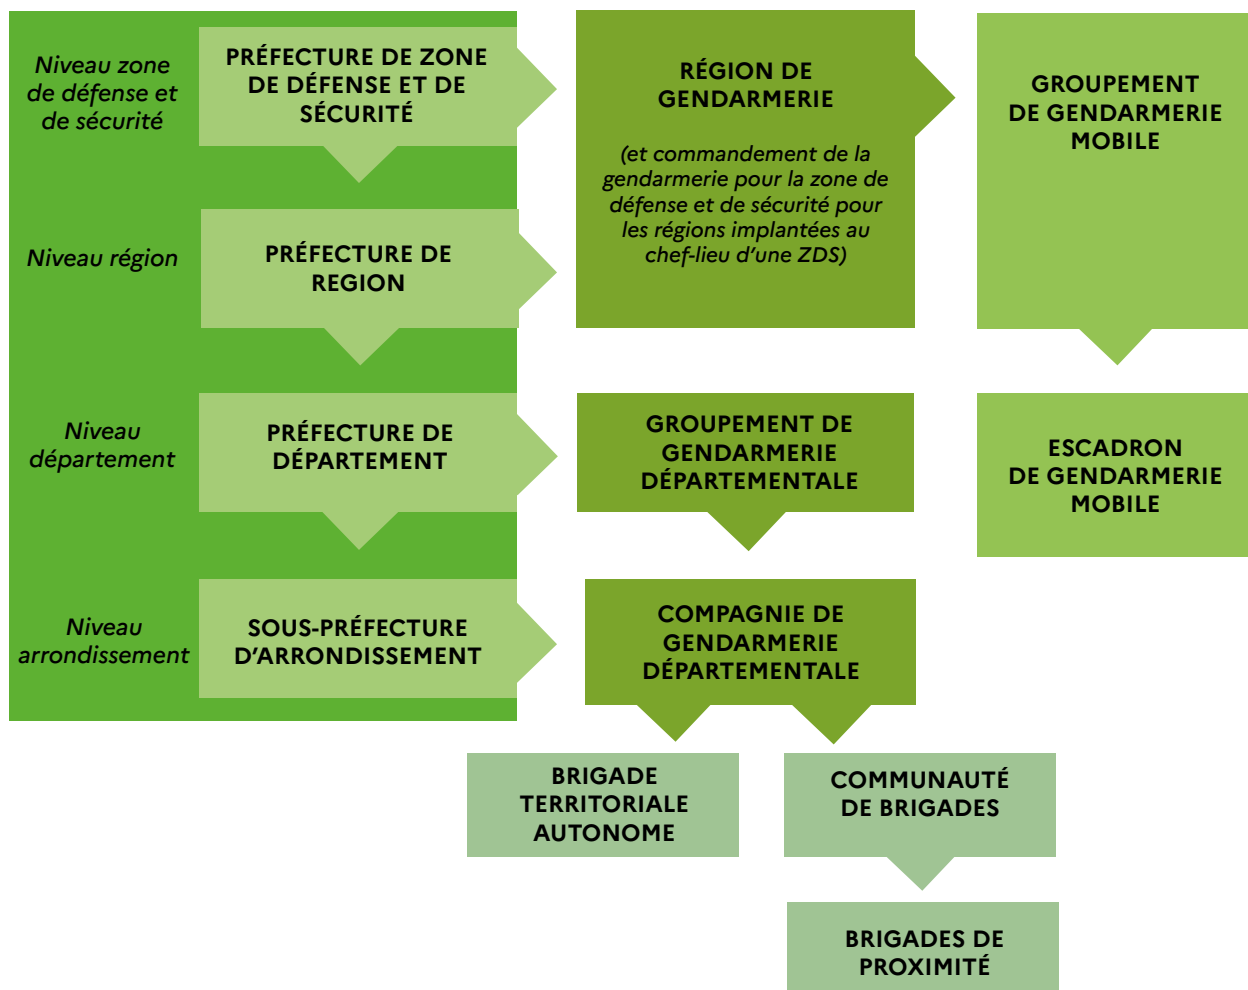 Niveau zone
de défense et
de sécurité
PRÉFECTURE DE ZONE
DE DÉFENSE ET DE
SÉCURITÉ
RÉGION DE
GENDARMERIE
(et commandement de la
gendarmerie pour la zone de
défense et de sécurité pour
les régions implantées au
chef-lieu d’une ZDS)
GROUPEMENT
DE GENDARMERIE
MOBILE
Niveau région
PRÉFECTURE DE
REGION
Niveau
département
PRÉFECTURE DE
DÉPARTEMENT
GROUPEMENT DE
GENDARMERIE
DÉPARTEMENTALE
ESCADRON
DE GENDARMERIE
MOBILE
Niveau
arrondissement
SOUS-PRÉFECTURE
D’ARRONDISSEMENT
COMPAGNIE DE
GENDARMERIE
DÉPARTEMENTALE
BRIGADE
TERRITORIALE
AUTONOME
COMMUNAUTÉ
DE BRIGADES
BRIGADES DE
PROXIMITÉ